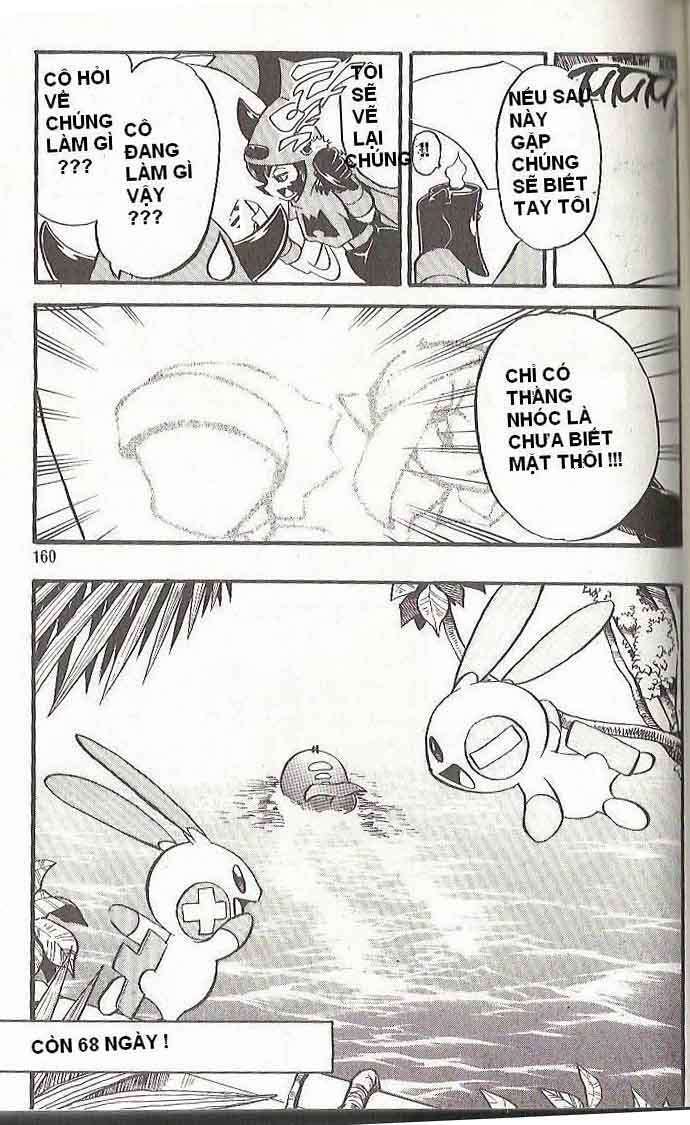 NẾU SAU
NÀY
GẶP
CHÚNG
SẼ BIẾT
TAY TÔI
!!
TÔI
SẼ
VẼ
LẠI
CHÚNG
CÔ
ĐANG
LÀM GÌ
VẬY
???
CÔ HỎI
VỀ
CHÚNG
LÀM GÌ
???
CHỈ CÓ
THẰNG
NHÓC LÀ
CHƯA BIẾT
MẶT THÔI !!!
160
CÒN 68 NGÀY !